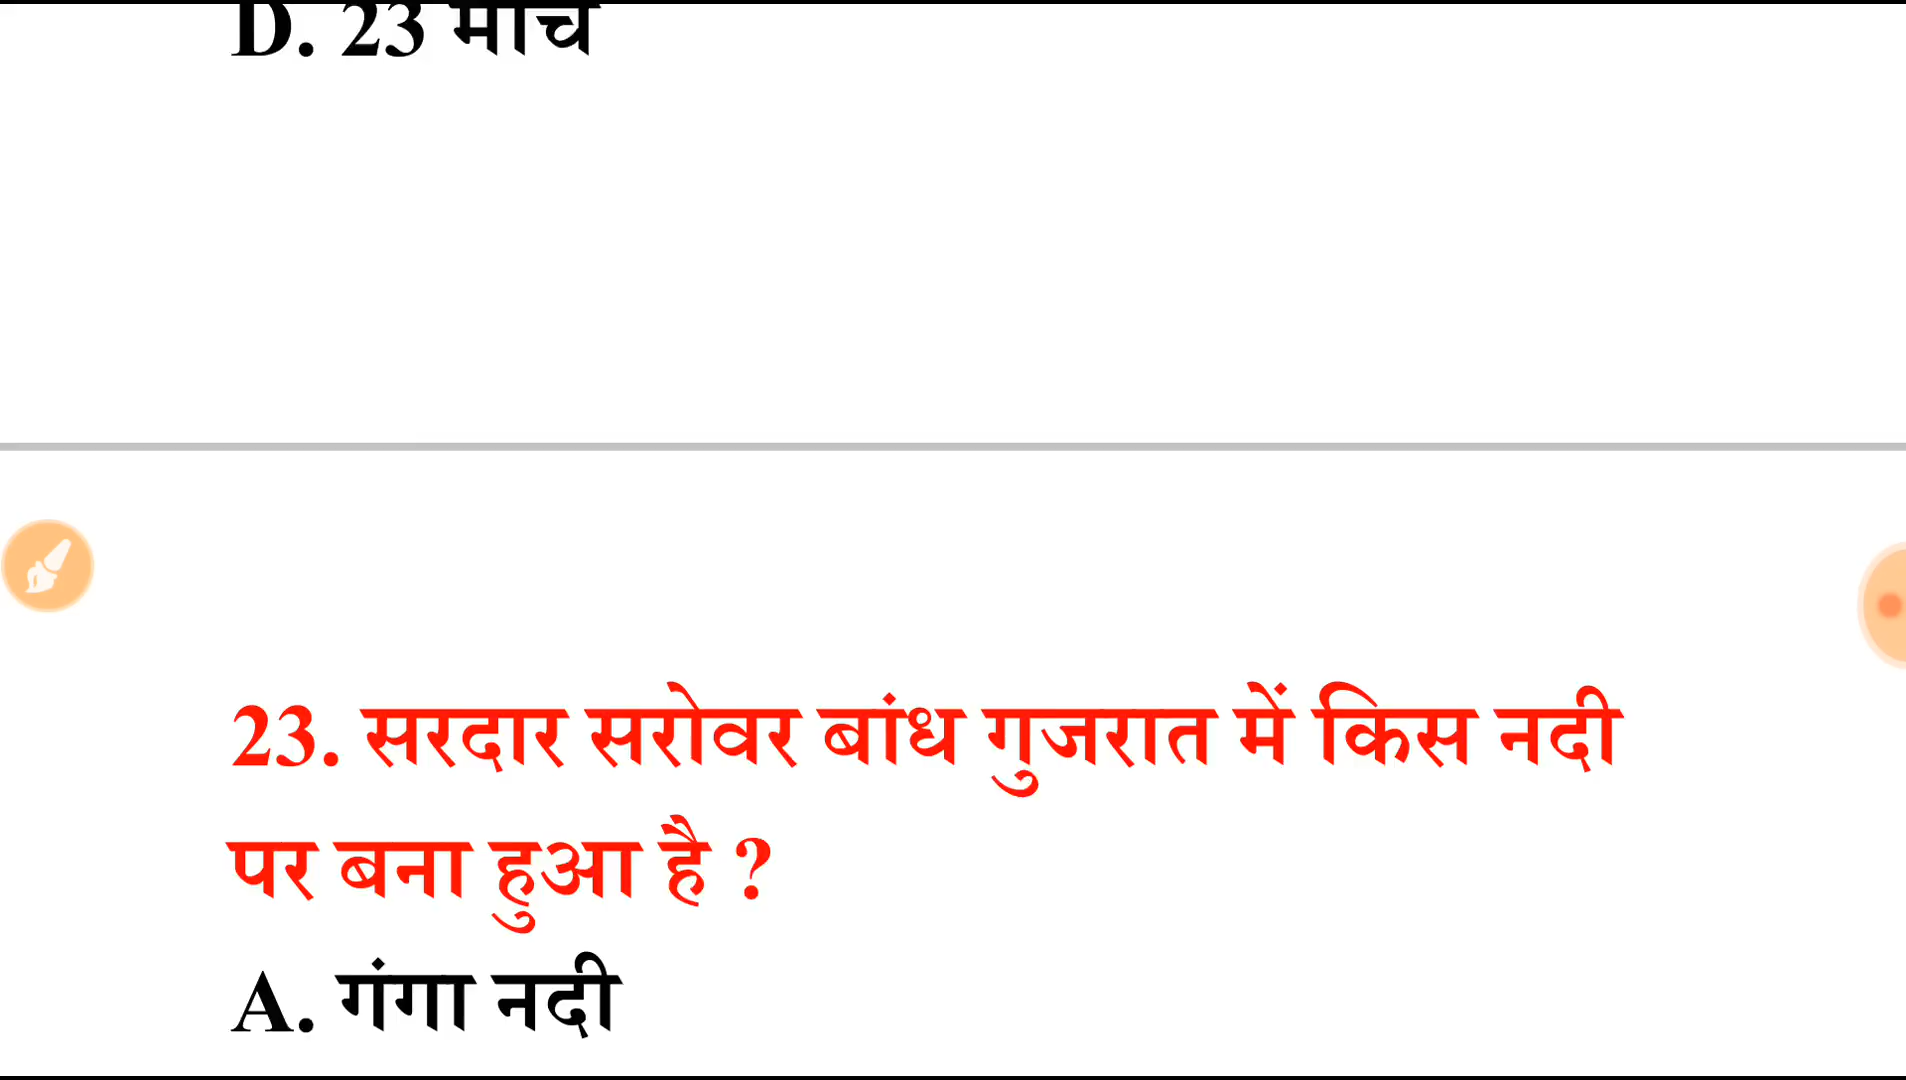 D. 23 मार्च
23. सरदार सरोवर बांध गुजरात में किस नदी
पर बना हुआ है ?
A. गंगा नदी